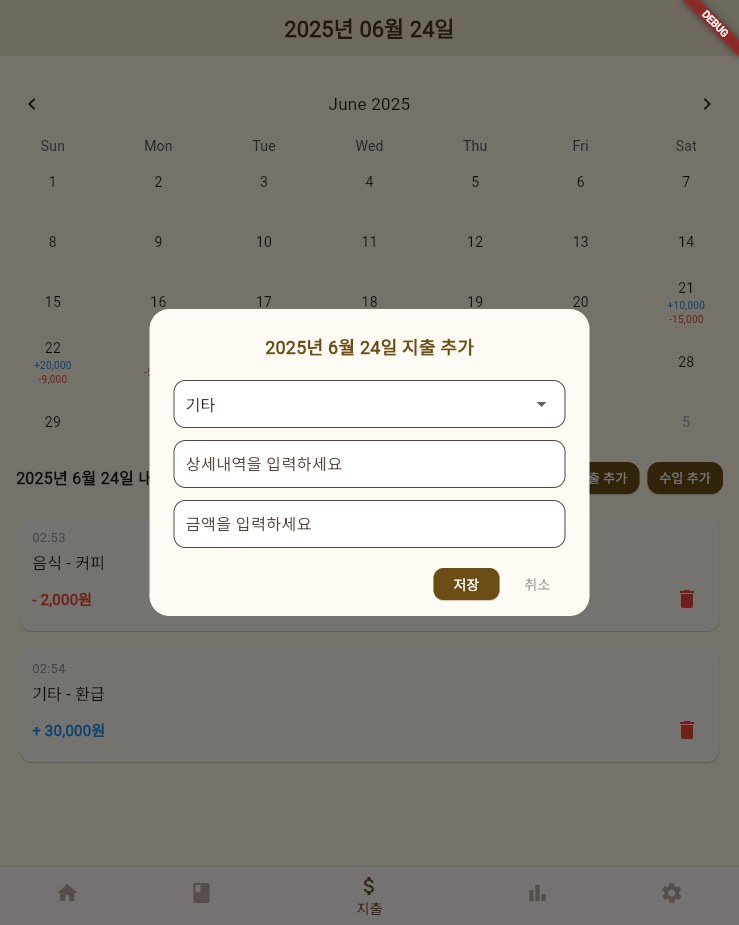 2025년 06월 24일
DEBUG
June 2025
Sun Mon Tue Wed Thu Fri Sat
1 2 3 4 5 6 7
8 9 10 11 12 13 14
15 16 17 18 19 20 21
+10,000
-15,000
22 28
+20,000
-9,000
29 5
2025년 6월 24일 지출 추가
기타
상세내역을 입력하세요
금액을 입력하세요
저장 취소
2025년 6월 24일 내
출 추가 수입 추가
02:53
음식 - 커피
- 2,000원
02:54
기타 - 환급
+ 30,000원
지출